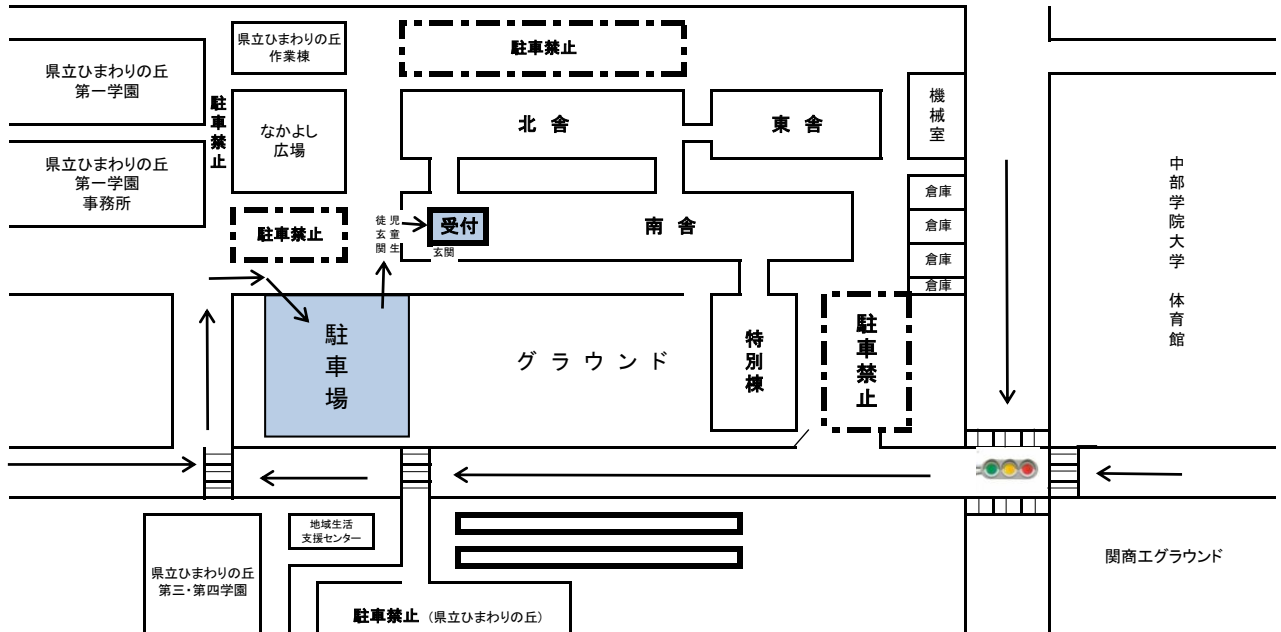 県立ひまわりの丘
作業棟
駐車禁止
県立ひまわりの丘
第一学園
駐車禁止
なかよし
広場
北 舎
東 舎
機械室
県立ひまわりの丘
第一学園
事務所
中部学院大学 体育館
倉庫
倉庫
倉庫
倉庫
駐車禁止
児童生
徒玄関
受付
玄関
南 舎
駐車場
グ ラ ウ ン ド
特別棟
駐車禁止
地域生活
支援センター
県立ひまわりの丘
第三・第四学園
駐車禁止 (県立ひまわりの丘)
関商工グラウンド